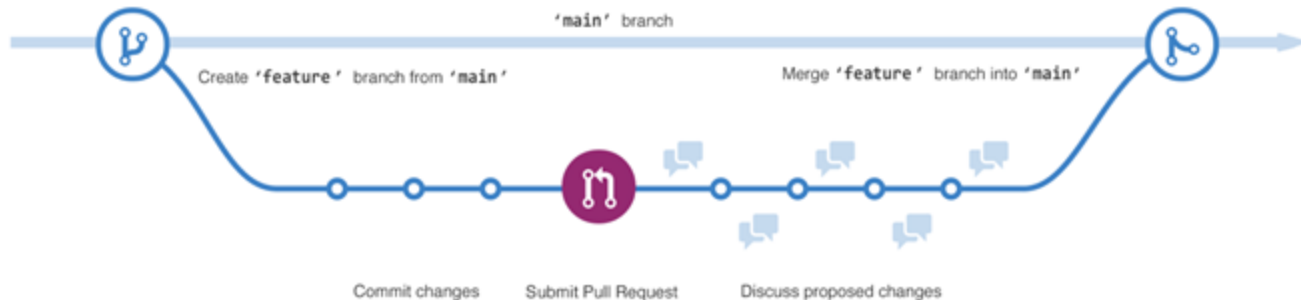 ‘main’ branch
Create ‘feature’ branch from ‘main’
Merge ‘feature’ branch into ‘main’
Commit changes
Submit Pull Request
Discuss proposed changes